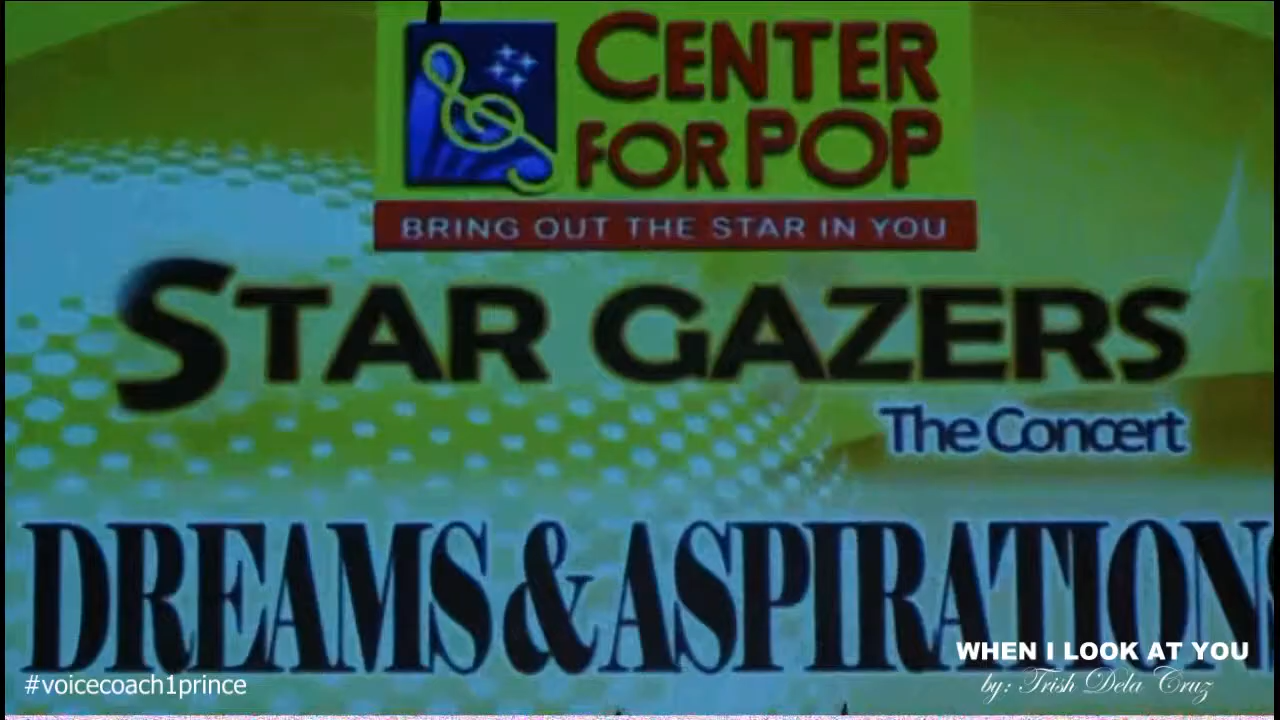 CENTER
FOR POP
BRING OUT THE STAR IN YOU
STAR GAZERS
The Concert
DREAMS & ASPIRATIONS
WHEN I LOOK AT YOU
by: Trish Dela Cruz
#voicecoach1prince